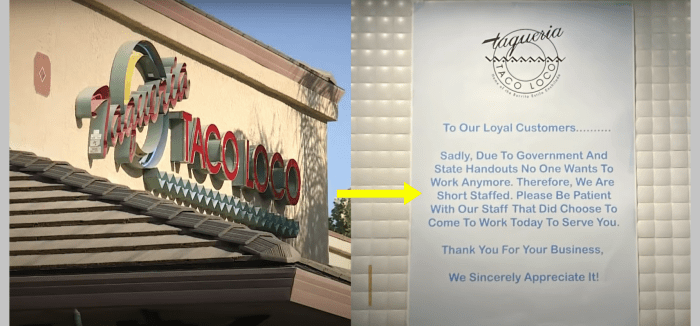 Taqueria
TACO LOCO
taqueria
TACO LOCO
To Our Loyal Customers..........
Sadly, Due To Government And
State Handouts No One Wants To
Work Anymore. Therefore, We Are
Short Staffed. Please Be Patient
With Our Staff That Did Choose To
Come To Work Today To Serve You.
Thank You For Your Business,
We Sincerely Appreciate It!